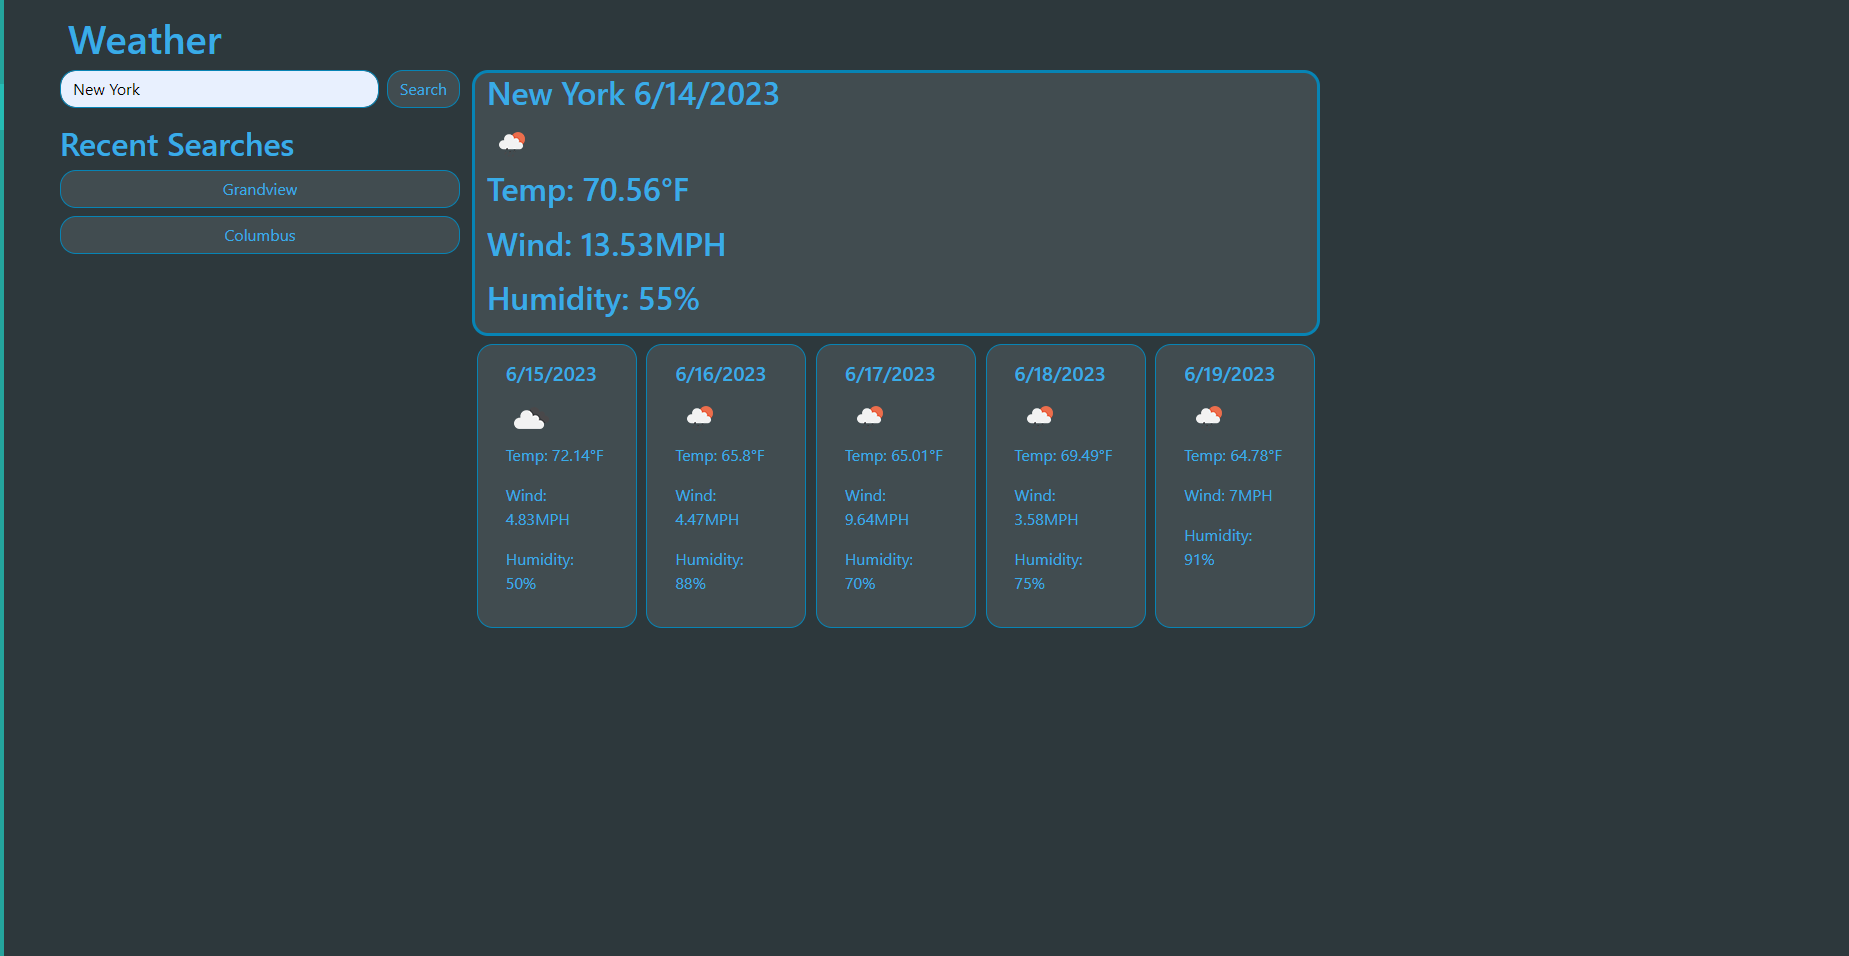 Weather
New York
Search
Recent Searches
Grandview
Columbus
New York 6/14/2023
Temp: 70.56°F
Wind: 13.53MPH
Humidity: 55%
6/15/2023
Temp: 72.14°F
Wind:
4.83MPH
Humidity:
50%
6/16/2023
Temp: 65.8°F
Wind:
4.47MPH
Humidity:
88%
6/17/2023
Temp: 65.01°F
Wind:
9.64MPH
Humidity:
70%
6/18/2023
Temp: 69.49°F
Wind:
3.58MPH
Humidity:
75%
6/19/2023
Temp: 64.78°F
Wind: 7MPH
Humidity:
91%